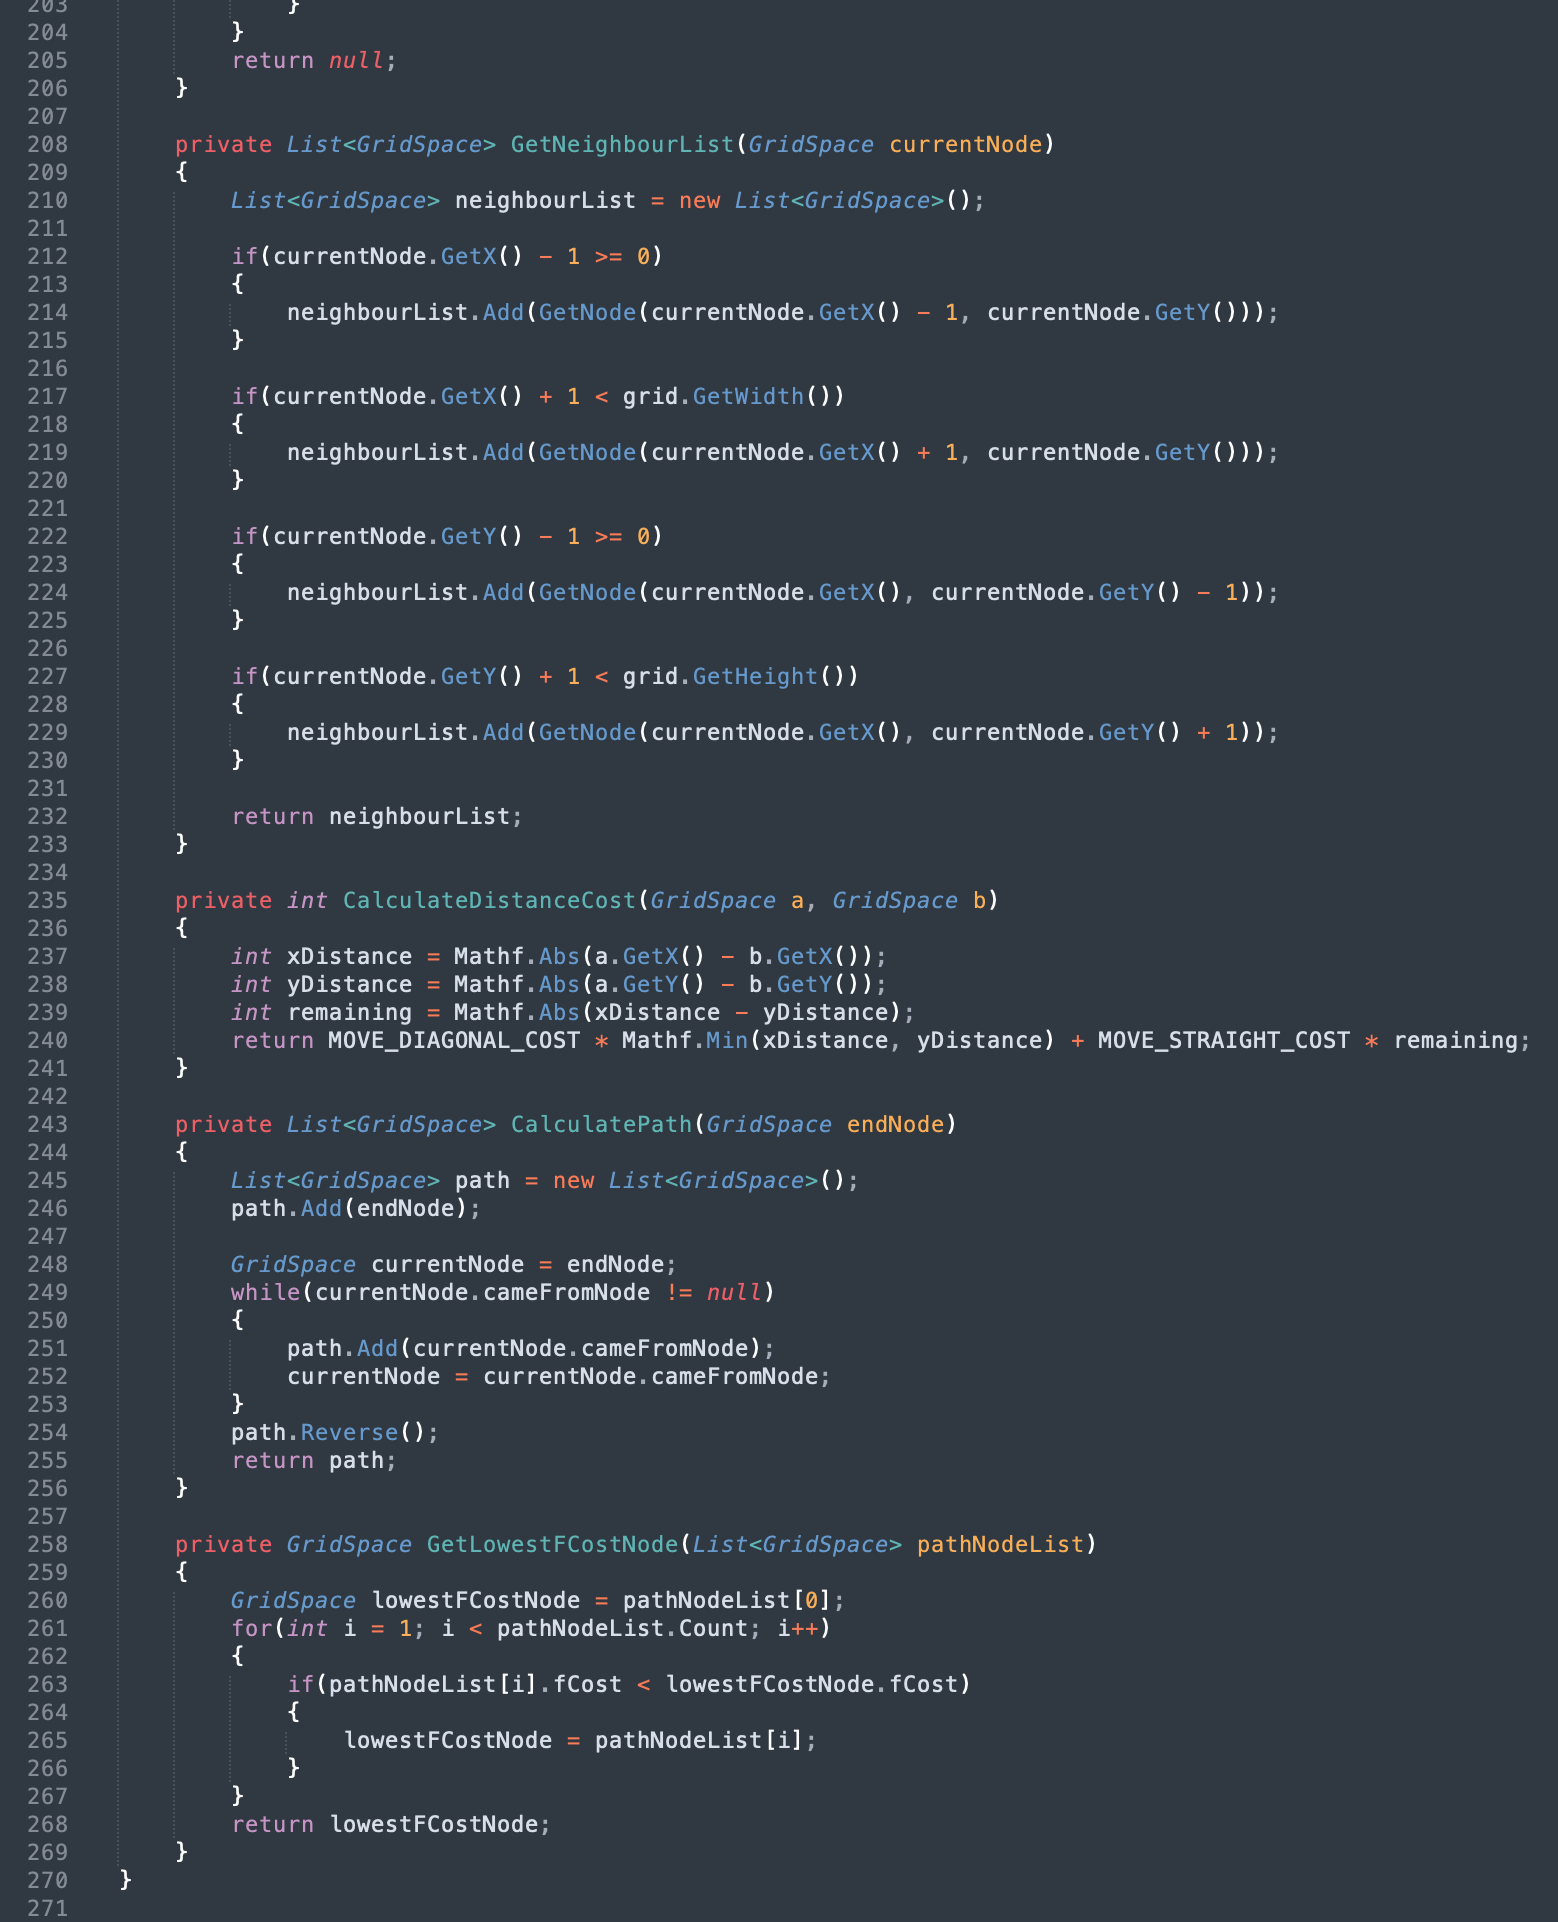 203                 }
204             }
205             return null;
206         }
207
208         private List<GridSpace> GetNeighbourList(GridSpace currentNode)
209         {
210             List<GridSpace> neighbourList = new List<GridSpace>();
211
212             if(currentNode.GetX() - 1 >= 0)
213             {
214                 neighbourList.Add(GetNode(currentNode.GetX() - 1, currentNode.GetY()));
215             }
216
217             if(currentNode.GetX() + 1 < grid.GetWidth())
218             {
219                 neighbourList.Add(GetNode(currentNode.GetX() + 1, currentNode.GetY()));
220             }
221
222             if(currentNode.GetY() - 1 >= 0)
223             {
224                 neighbourList.Add(GetNode(currentNode.GetX(), currentNode.GetY() - 1));
225             }
226
227             if(currentNode.GetY() + 1 < grid.GetHeight())
228             {
229                 neighbourList.Add(GetNode(currentNode.GetX(), currentNode.GetY() + 1));
230             }
231
232             return neighbourList;
233         }
234
235         private int CalculateDistanceCost(GridSpace a, GridSpace b)
236         {
237             int xDistance = Mathf.Abs(a.GetX() - b.GetX());
238             int yDistance = Mathf.Abs(a.GetY() - b.GetY());
239             int remaining = Mathf.Abs(xDistance - yDistance);
240             return MOVE_DIAGONAL_COST * Mathf.Min(xDistance, yDistance) + MOVE_STRAIGHT_COST * remaining;
241         }
242
243         private List<GridSpace> CalculatePath(GridSpace endNode)
244         {
245             List<GridSpace> path = new List<GridSpace>();
246             path.Add(endNode);
247
248             GridSpace currentNode = endNode;
249             while(currentNode.cameFromNode != null)
250             {
251                 path.Add(currentNode.cameFromNode);
252                 currentNode = currentNode.cameFromNode;
253             }
254             path.Reverse();
255             return path;
256         }
257
258         private GridSpace GetLowestFCostNode(List<GridSpace> pathNodeList)
259         {
260             GridSpace lowestFCostNode = pathNodeList[0];
261             for(int i = 1; i < pathNodeList.Count; i++)
262             {
263                 if(pathNodeList[i].fCost < lowestFCostNode.fCost)
264                 {
265                     lowestFCostNode = pathNodeList[i];
266                 }
267             }
268             return lowestFCostNode;
269         }
270     }
271